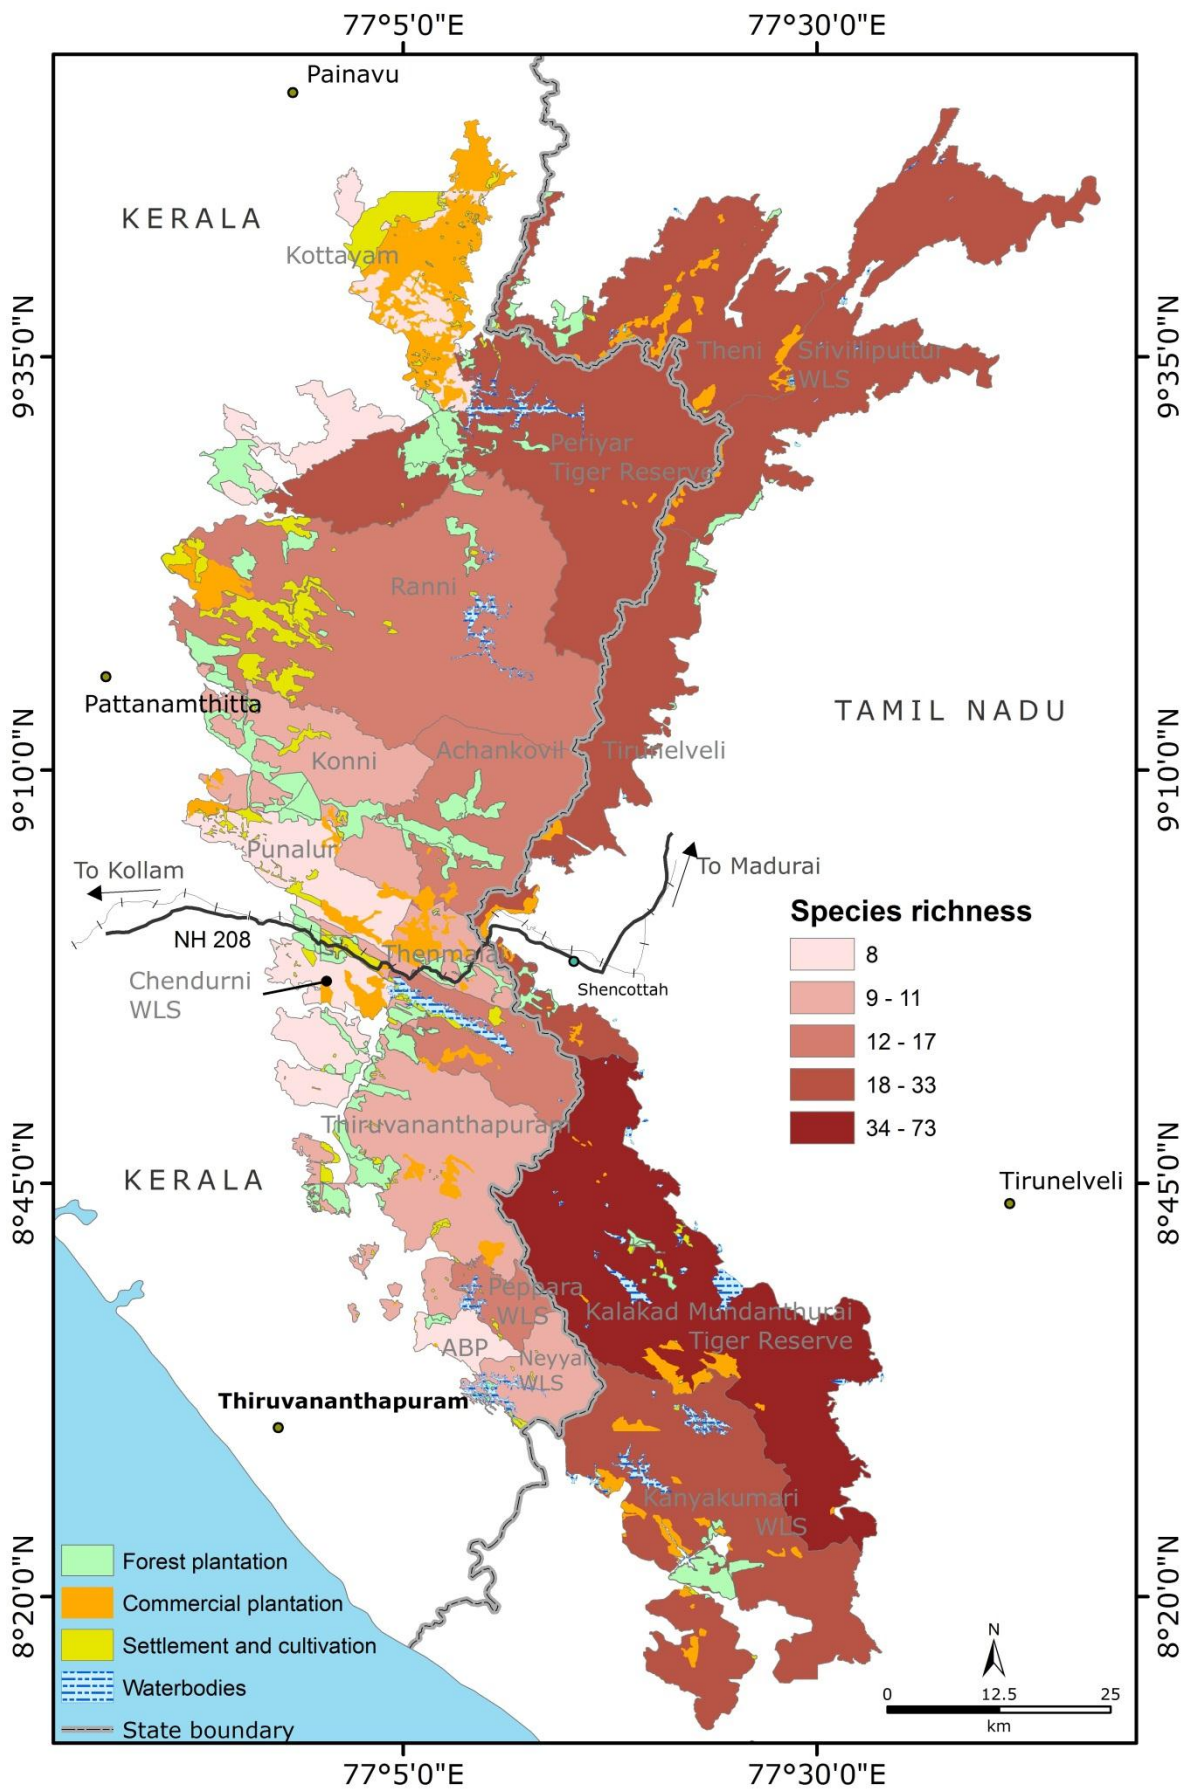 77°5'0"E
77°30'0"E
Painavu
KERALA
Kottayam
9°35'0"N
9°35'0"N
Theni
Srivilliputtur
WLS
Periyar
Tiger Reserve
Ranni
Pattanamthitta
TAMIL NADU
Konni
Achankovil
Tirunelveli
9°10'0"N
9°10'0"N
Punalur
To Kollam
To Madurai
NH 208
Thenmala
Shencottah
Chendurni
WLS
Species richness
8
9 - 11
12 - 17
18 - 33
34 - 73
Thiruvananthapuram
KERALA
8°45'0"N
8°45'0"N
Tirunelveli
Peppara
WLS
Kalakad Mundanthurai
Tiger Reserve
ABP
Neyyar
WLS
Thiruvananthapuram
Kanyakumari
WLS
Forest plantation
Commercial plantation
Settlement and cultivation
Waterbodies
State boundary
8°20'0"N
8°20'0"N
N
0
12.5
25
km
77°5'0"E
77°30'0"E